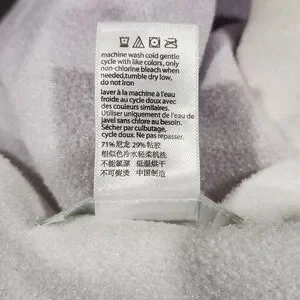 machine wash cold gentle
cycle with like colors, only
non-chlorine bleach when
needed,tumble dry low,
do not iron
laver à la machine à l'eau
froide au cycle doux avec
des couleurs similaires.
Utiliser uniquement de l'eau de
javel sans chlore au besoin.
Sécher par culbutage,
cycle doux. Ne pas repasser.
71% 尼龙 29% 粘胶
相似色冷水轻柔机洗
不能氯漂 低温烘干
不可熨烫 中国制造